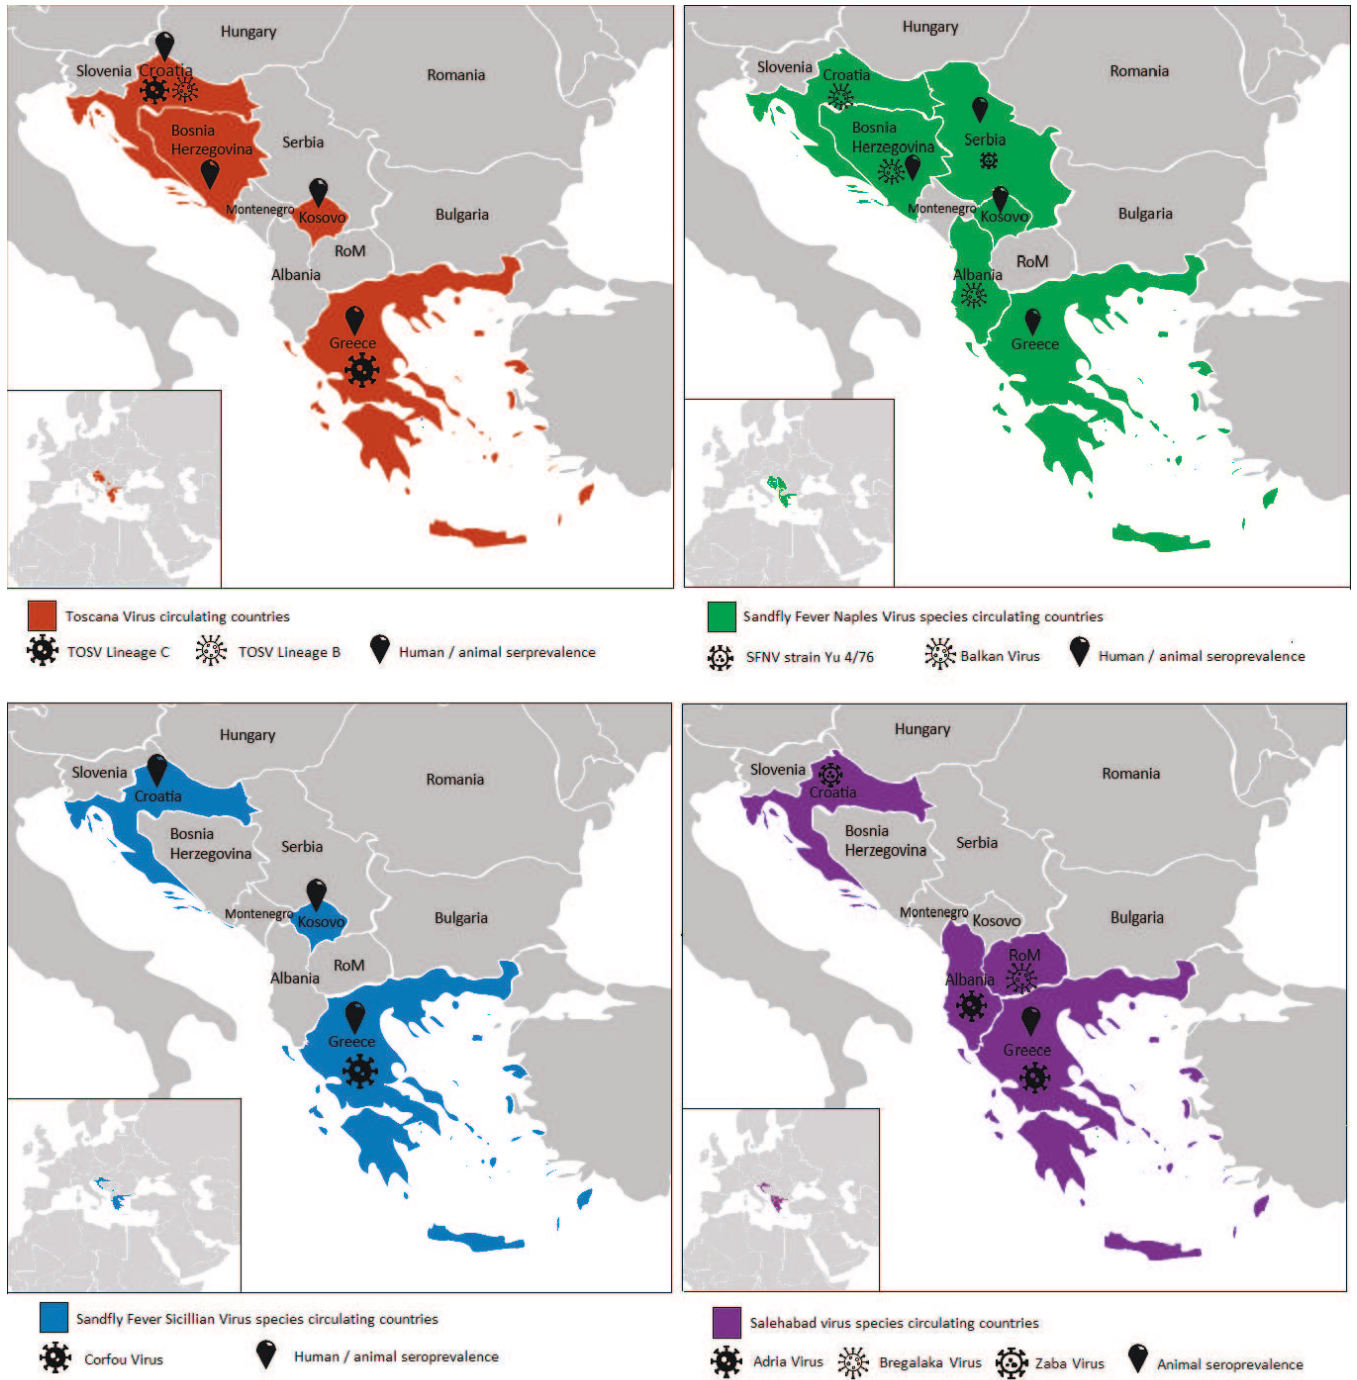 Hungary
Slovenia
Croatia
Romania
Bosnia
Herzegovina
Serbia
Montenegro
Kosovo
Bulgaria
RoM
Albania
Greece
Toscana Virus circulating countries
TOSV Lineage C
TOSV Lineage B
Human / animal serprevalence
Hungary
Slovenia
Croatia
Romania
Bosnia
Herzegovina
Serbia
Montenegro
Kosovo
Bulgaria
RoM
Albania
Greece
Sandfly Fever Naples Virus species circulating countries
SFNV strain Yu 4/76
Balkan Virus
Human / animal seroprevalence
Hungary
Slovenia
Croatia
Romania
Bosnia
Herzegovina
Serbia
Montenegro
Kosovo
Bulgaria
RoM
Albania
Greece
Sandfly Fever Sicillian Virus species circulating countries
Corfou Virus
Human / animal seroprevalence
Hungary
Slovenia
Croatia
Romania
Bosnia
Herzegovina
Serbia
Montenegro
Kosovo
Bulgaria
RoM
Albania
Greece
Salehabad virus species circulating countries
Adria Virus
Bregalaka Virus
Zaba Virus
Animal seroprevalence